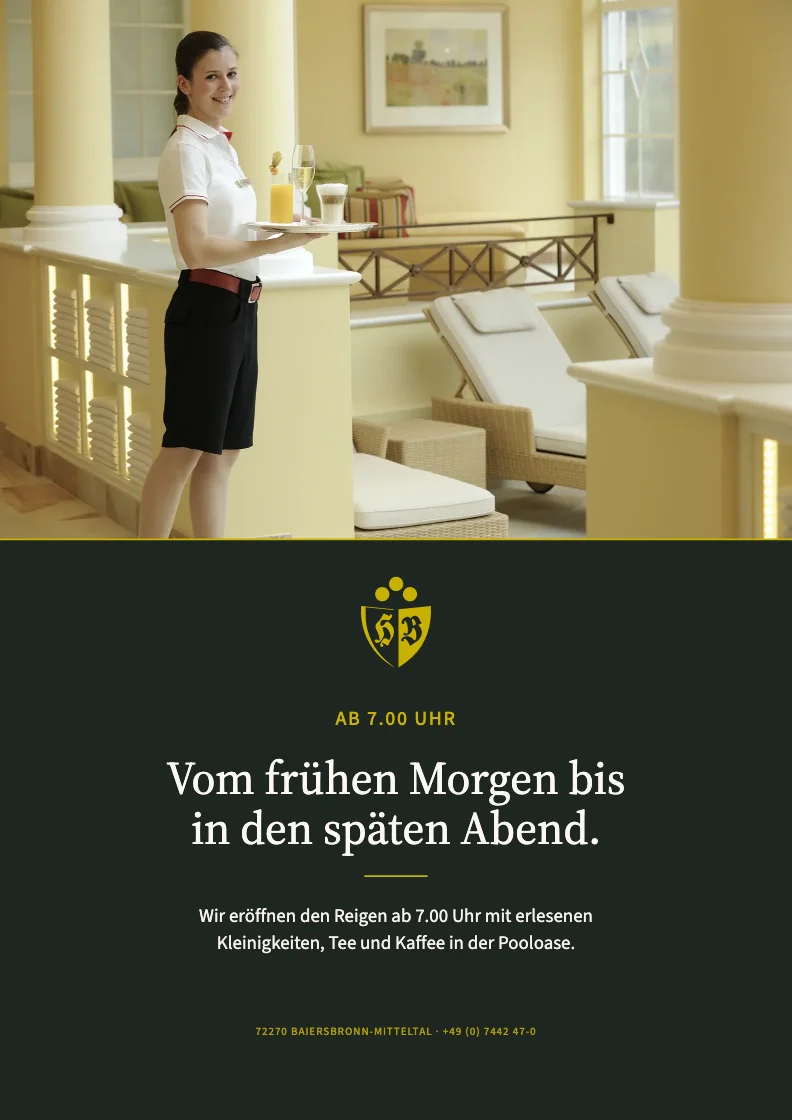 H B
AB 7.00 UHR
Vom frühen Morgen bis
in den späten Abend.
Wir eröffnen den Reigen ab 7.00 Uhr mit erlesenen
Kleinigkeiten, Tee und Kaffee in der Pooloase.
72270 BAIERSBRONN-MITTELTAL · +49 (0) 7442 47-0